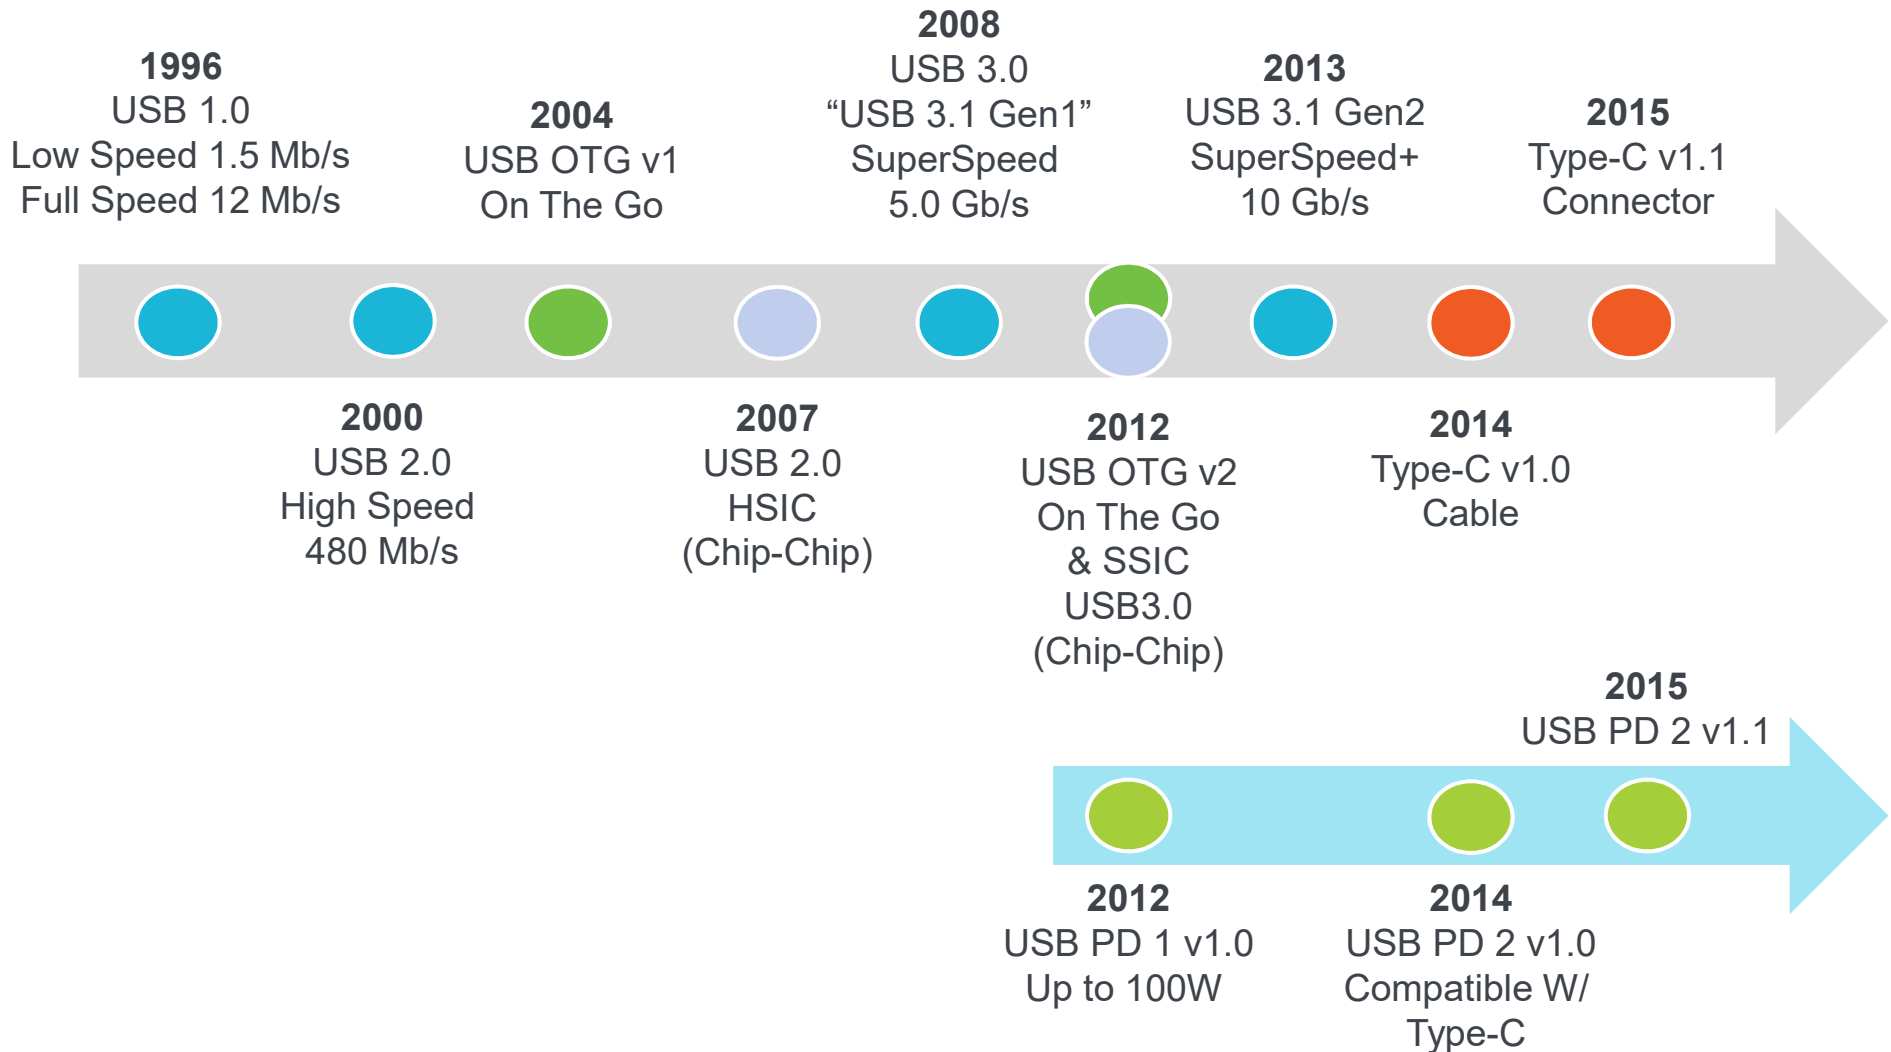 1996
USB 1.0
Low Speed 1.5 Mb/s
Full Speed 12 Mb/s
2004
USB OTG v1
On The Go
2008
USB 3.0
“USB 3.1 Gen1”
SuperSpeed
5.0 Gb/s
2013
USB 3.1 Gen2
SuperSpeed+
10 Gb/s
2015
Type-C v1.1
Connector
2000
USB 2.0
High Speed
480 Mb/s
2007
USB 2.0
HSIC
(Chip-Chip)
2012
USB OTG v2
On The Go
& SSIC
USB3.0
(Chip-Chip)
2014
Type-C v1.0
Cable
2015
USB PD 2 v1.1
2012
USB PD 1 v1.0
Up to 100W
2014
USB PD 2 v1.0
Compatible W/
Type-C